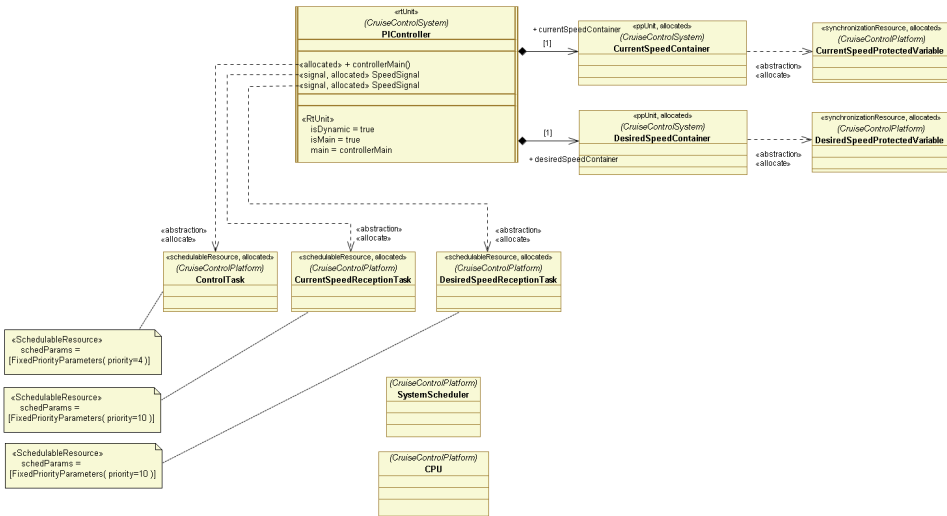 «rtUnit»
(CruiseControlSystem)
PIController
«allocated» + controllerMain()
«signal, allocated» SpeedSignal
«signal, allocated» SpeedSignal
«RtUnit»
isDynamic = true
isMain = true
main = controllerMain
+ currentSpeedContainer
[1]
«ppUnit, allocated»
(CruiseControlSystem)
CurrentSpeedContainer
«abstraction»
«allocate»
«synchronizationResource, allocated»
(CruiseControlPlatform)
CurrentSpeedProtectedVariable
[1]
+ desiredSpeedContainer
«ppUnit, allocated»
(CruiseControlSystem)
DesiredSpeedContainer
«abstraction»
«allocate»
«synchronizationResource, allocated»
(CruiseControlPlatform)
DesiredSpeedProtectedVariable
«abstraction»
«allocate»
«abstraction»
«allocate»
«abstraction»
«allocate»
«schedulableResource, allocated»
(CruiseControlPlatform)
ControlTask
«schedulableResource, allocated»
(CruiseControlPlatform)
CurrentSpeedReceptionTask
«schedulableResource, allocated»
(CruiseControlPlatform)
DesiredSpeedReceptionTask
«SchedulableResource»
schedParams =
[FixedPriorityParameters( priority=4 )]
«SchedulableResource»
schedParams =
[FixedPriorityParameters( priority=10 )]
«SchedulableResource»
schedParams =
[FixedPriorityParameters( priority=10 )]
(CruiseControlPlatform)
SystemScheduler
(CruiseControlPlatform)
CPU